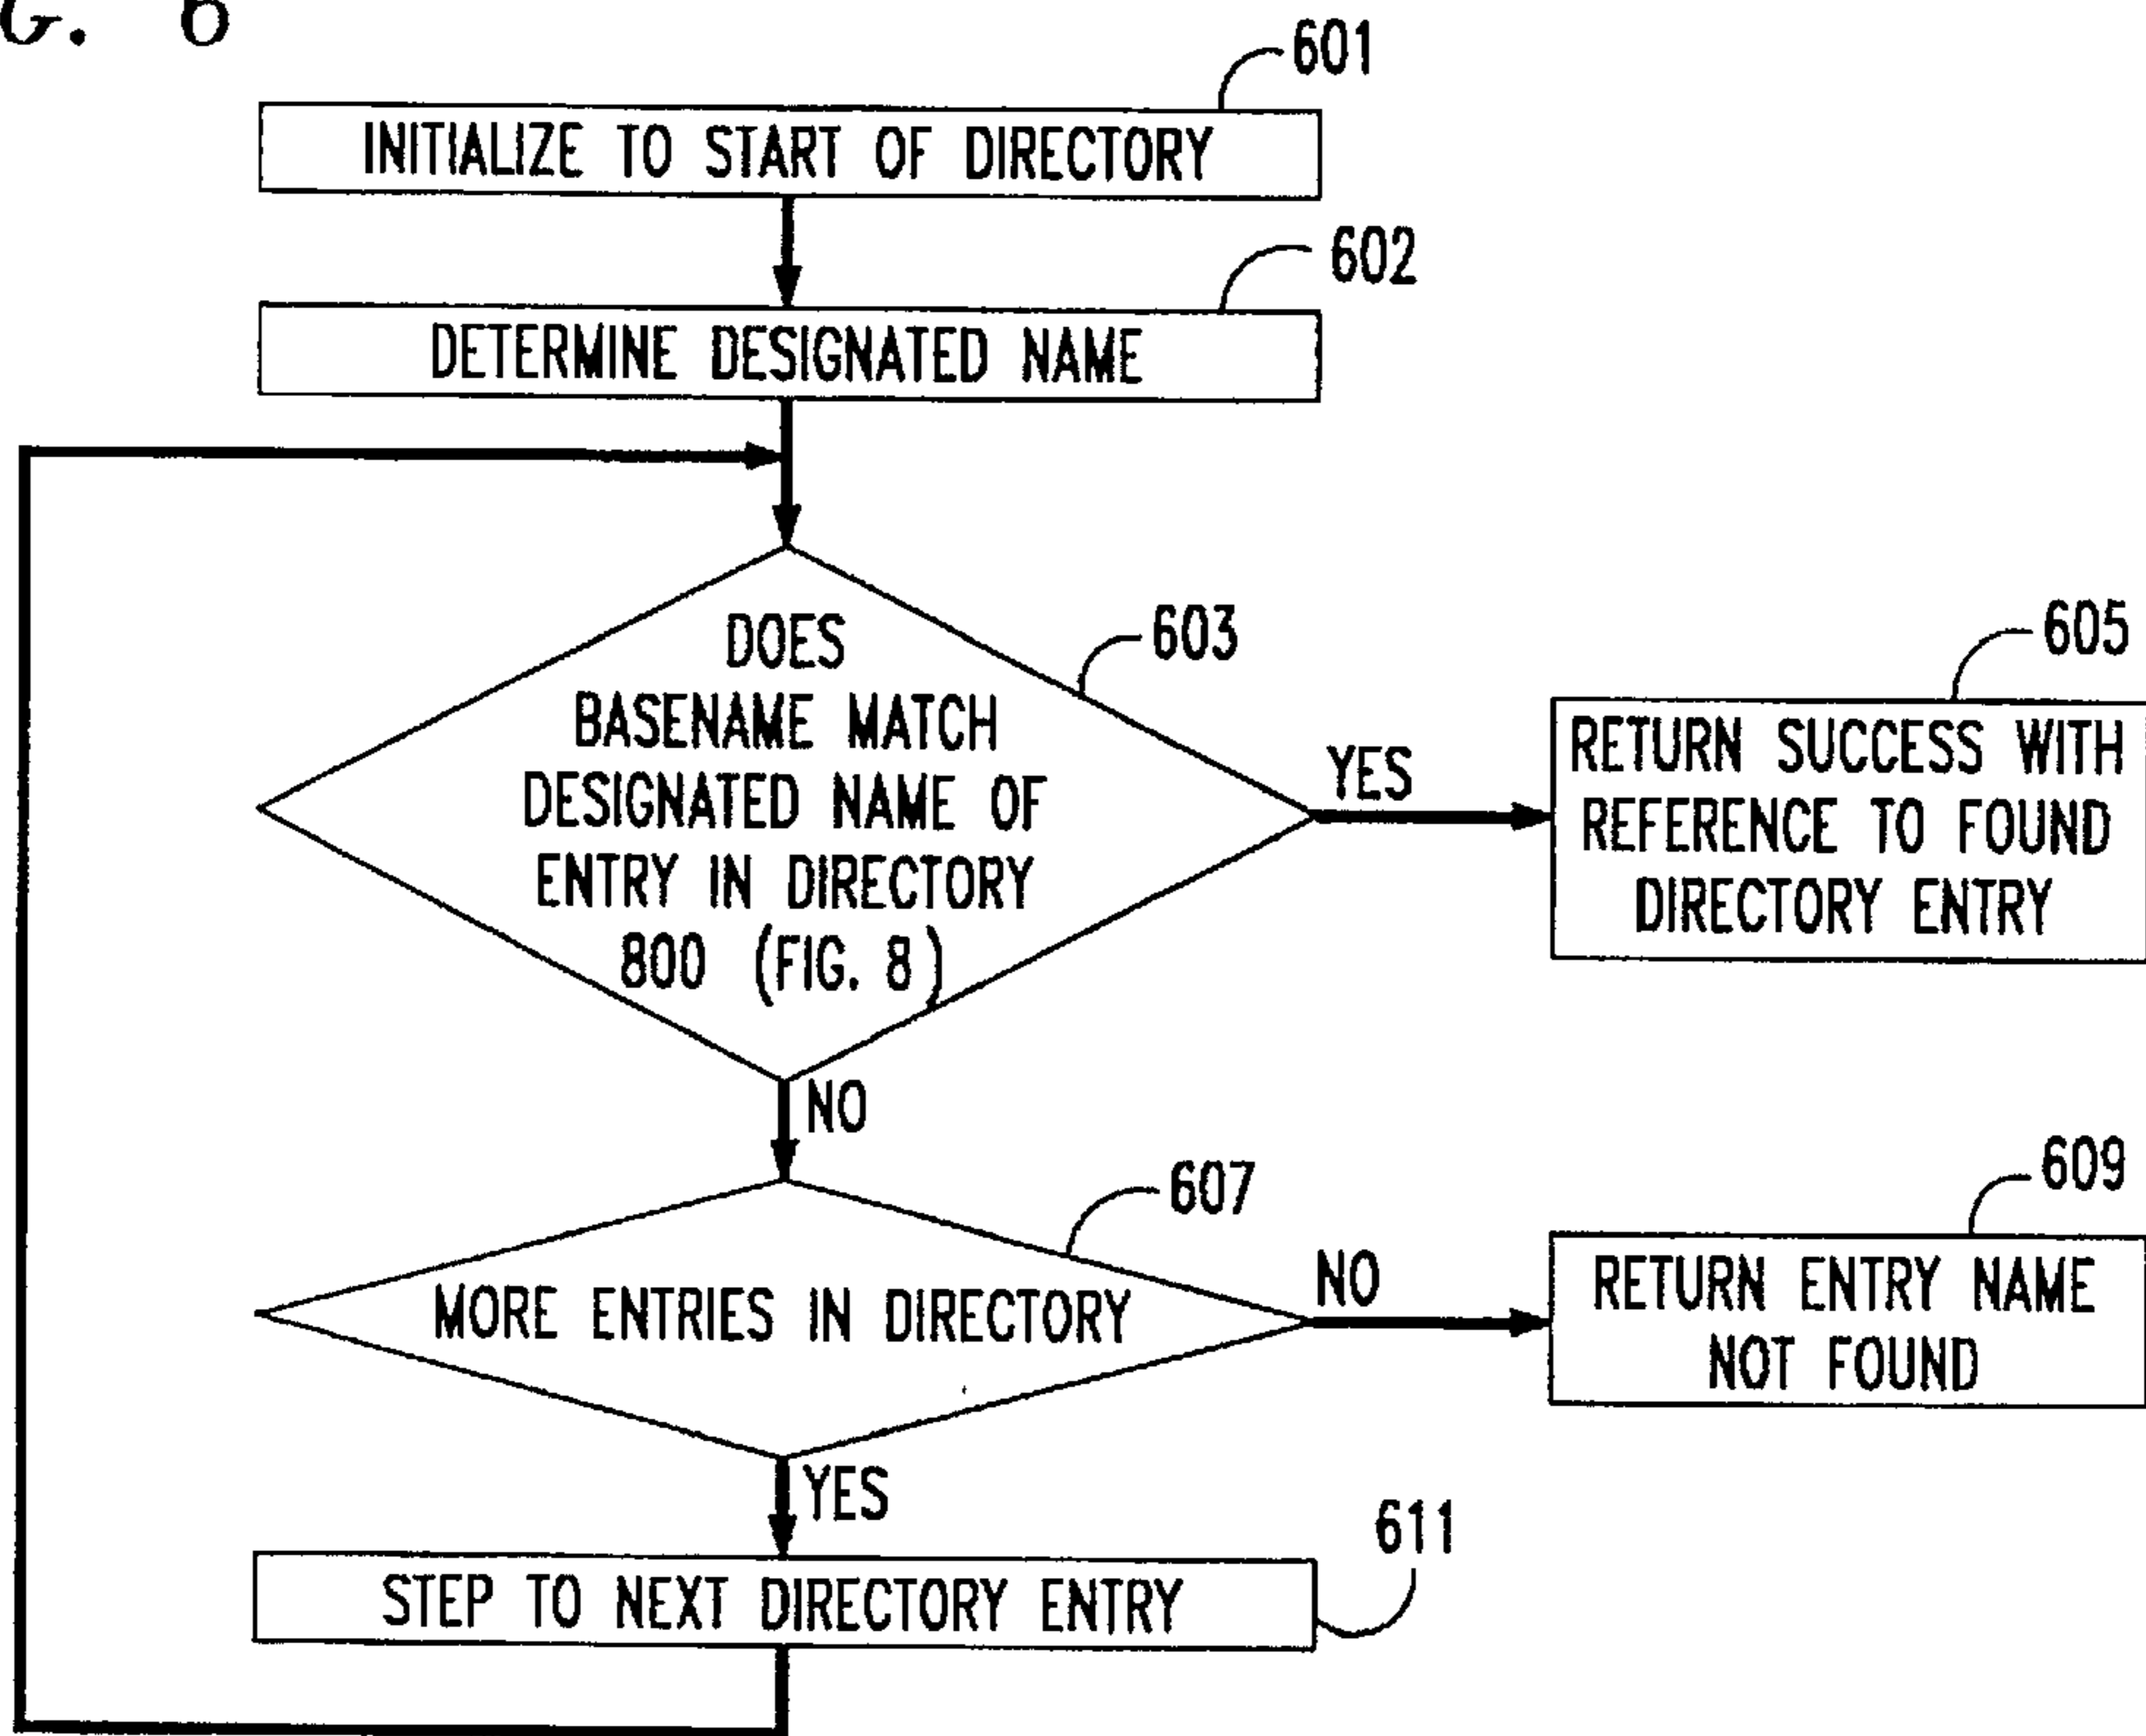 G. 6
601
INITIALIZE TO START OF DIRECTORY
602
DETERMINE DESIGNATED NAME
603
DOES
BASENAME MATCH
DESIGNATED NAME OF
ENTRY IN DIRECTORY
800 (FIG. 8)
YES
605
RETURN SUCCESS WITH
REFERENCE TO FOUND
DIRECTORY ENTRY
NO
607
MORE ENTRIES IN DIRECTORY
NO
609
RETURN ENTRY NAME
NOT FOUND
YES
611
STEP TO NEXT DIRECTORY ENTRY